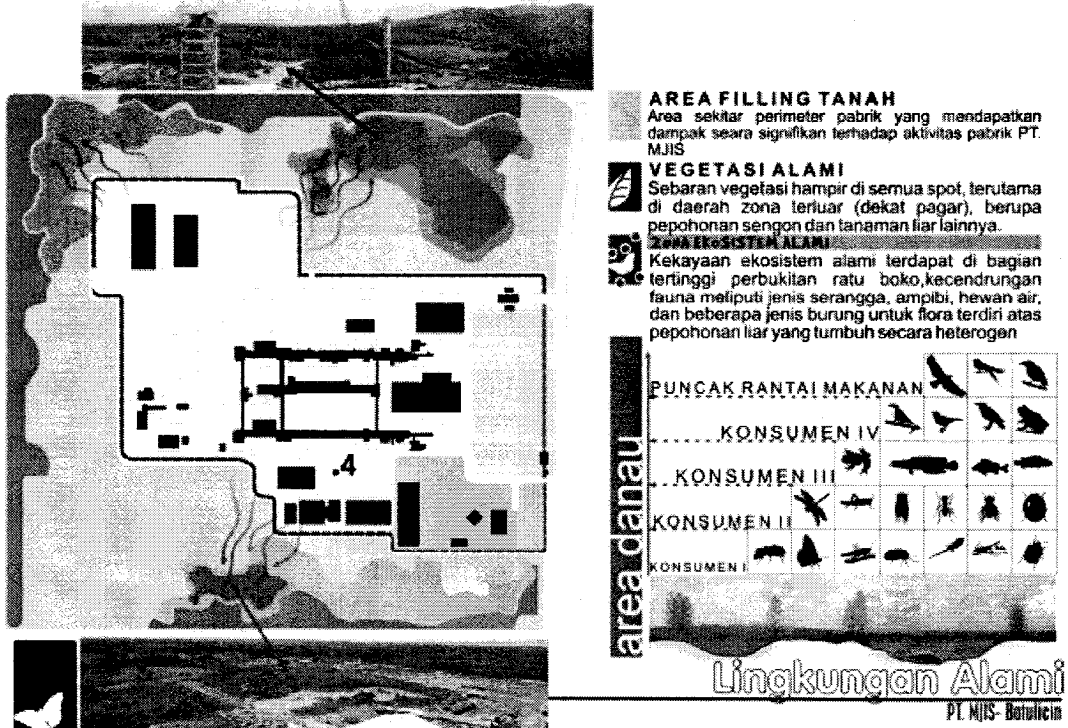 AREA FILLING TANAH
Area sekitar perimeter pabrik yang mendapatkan
dampak seara signifikan terhadap aktivitas pabrik PT.
MJIS
VEGETASI ALAMI
Sebaran vegetasi hampir di semua spot, terutama
di daerah zona terluar (dekat pagar), berupa
pepohonan sengon dan tanaman liar lainnya.
ZONA EKOSISTEM ALAMI
Kekayaan ekosistem alami terdapat di bagian
tertinggi perbukitan ratu boko,kecendrungan
fauna meliputi jenis serangga, ampibi, hewan air,
dan beberapa jenis burung untuk flora terdiri atas
pepohonan liar yang tumbuh secara heterogen
.4
area danau
PUNCAK RANTAI MAKANAN
KONSUMEN IV
KONSUMEN III
KONSUMEN II
KONSUMEN I
Lingkungan Alami
PT. MJIS- Batulicin